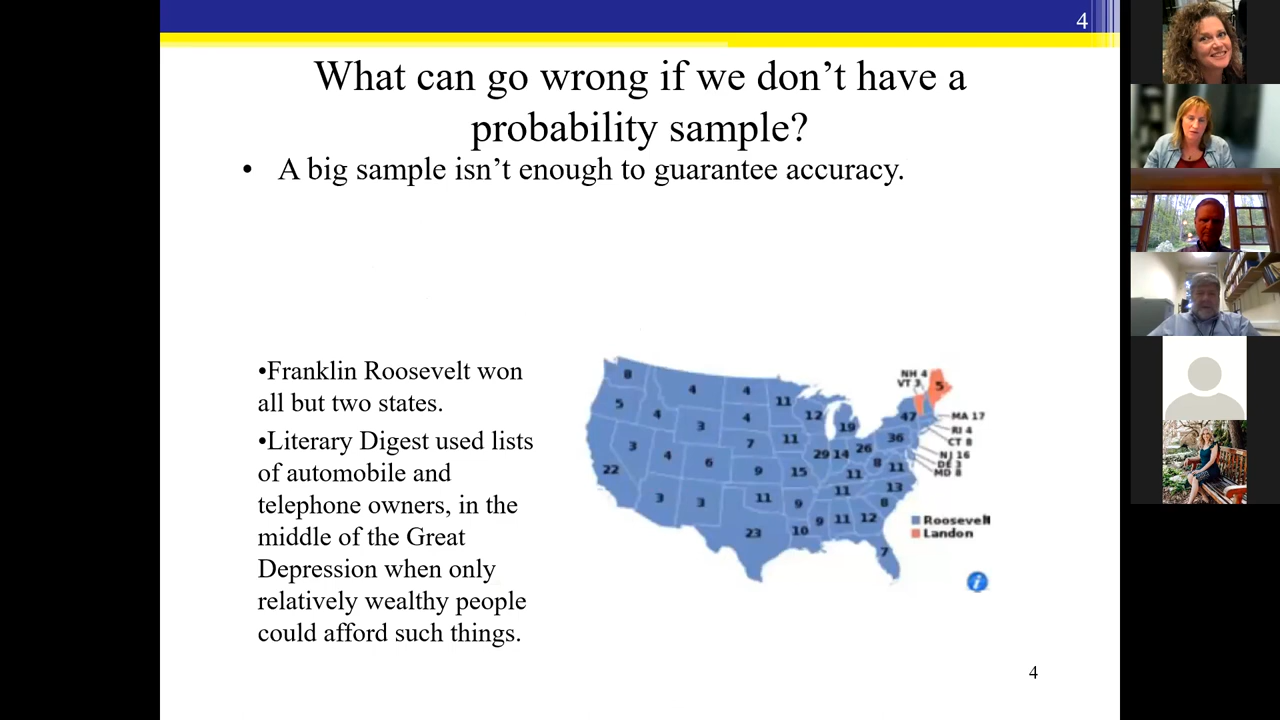 4
What can go wrong if we don’t have a
probability sample?
• A big sample isn’t enough to guarantee accuracy.
•Franklin Roosevelt won
all but two states.
•Literary Digest used lists
of automobile and
telephone owners, in the
middle of the Great
Depression when only
relatively wealthy people
could afford such things.
8
5
4
4
4
11
12
19
NH 4
VT 3
5
47
MA 17
RI 4
CT 8
NJ 16
DE 3
MD 8
36
3
4
3
7
11
29
14
26
8
11
22
4
6
9
15
11
13
3
3
11
9
11
8
23
10
9
11
12
7
Roosevelt
Landon
i
4